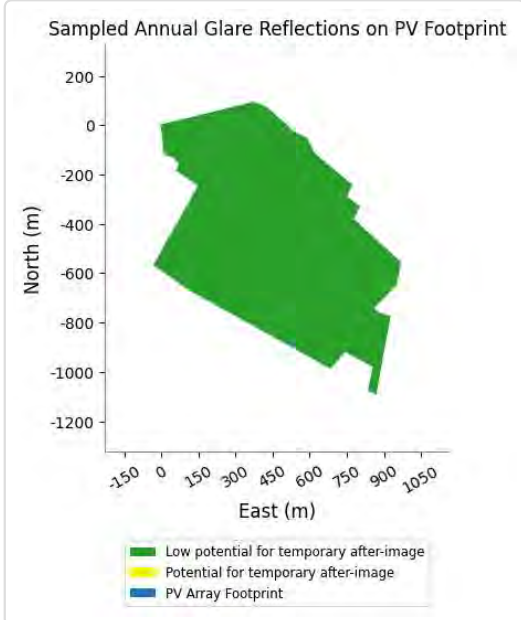 Sampled Annual Glare Reflections on PV Footprint
200
0
-200
-400
-600
-800
-1000
-1200
North (m)
-150 0 150 300 450 600 750 900 1050
East (m)
Low potential for temporary after-image
Potential for temporary after-image
PV Array Footprint